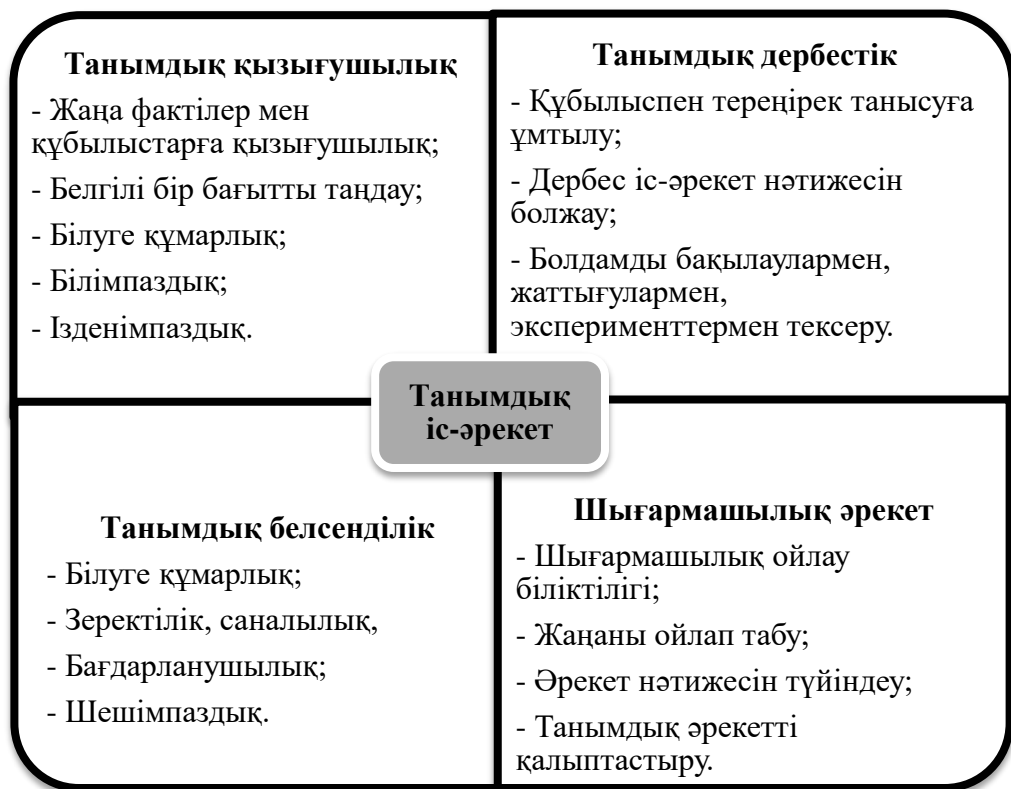 Танымдық қызығушылық
- Жаңа фактілер мен
құбылыстарға қызығушылық;
- Белгілі бір бағытты таңдау;
- Білуге құмарлық;
- Білімпаздық;
- Ізденімпаздық.
Танымдық дербестік
- Құбылыспен тереңірек танысуға
ұмтылу;
- Дербес іс-әрекет нәтижесін
болжау;
- Болдамды бақылаулармен,
жаттығулармен,
эксперименттермен тексеру.
Танымдық
іс-әрекет
Танымдық белсенділік
- Білуге құмарлық;
- Зеректілік, саналылық,
- Бағдарланушылық;
- Шешімпаздық.
Шығармашылық әрекет
- Шығармашылық ойлау
біліктілігі;
- Жаңаны ойлап табу;
- Әрекет нәтижесін түйіндеу;
- Танымдық әрекетті
қалыптастыру.